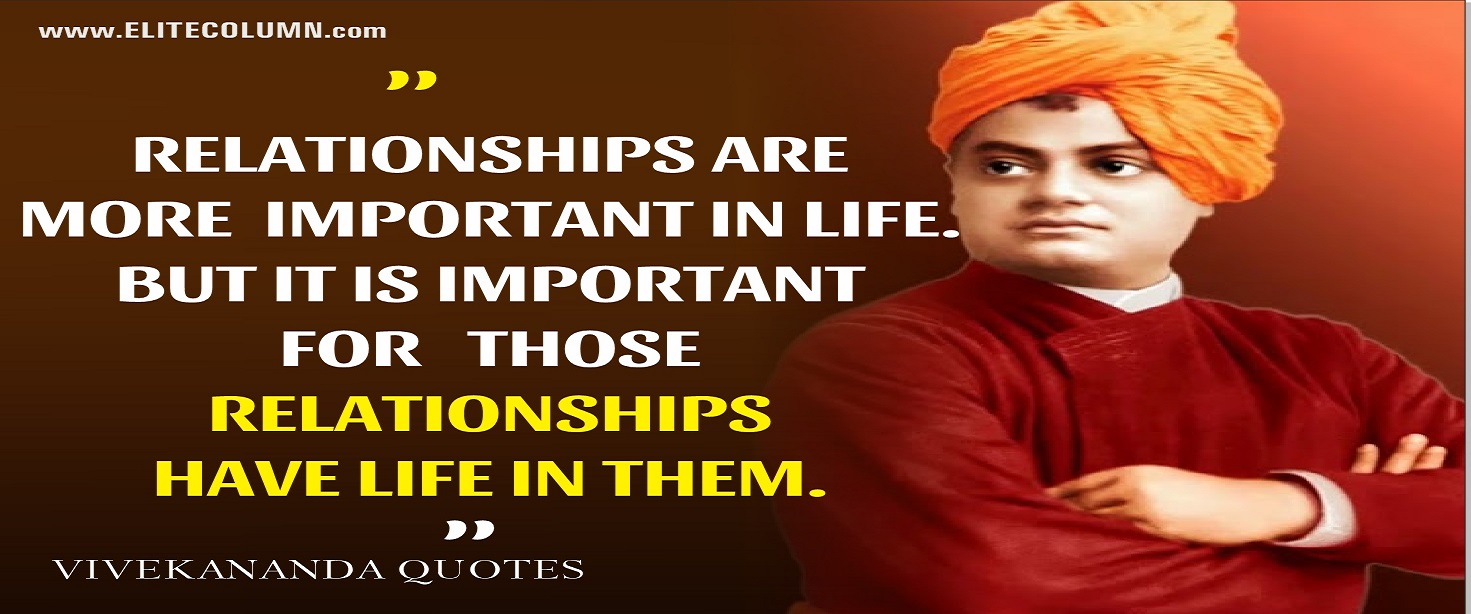 www.ELITECOLUMN.com
”
RELATIONSHIPS ARE
MORE IMPORTANT IN LIFE.
BUT IT IS IMPORTANT
FOR THOSE
RELATIONSHIPS
HAVE LIFE IN THEM.
”
VIVEKANANDA QUOTES